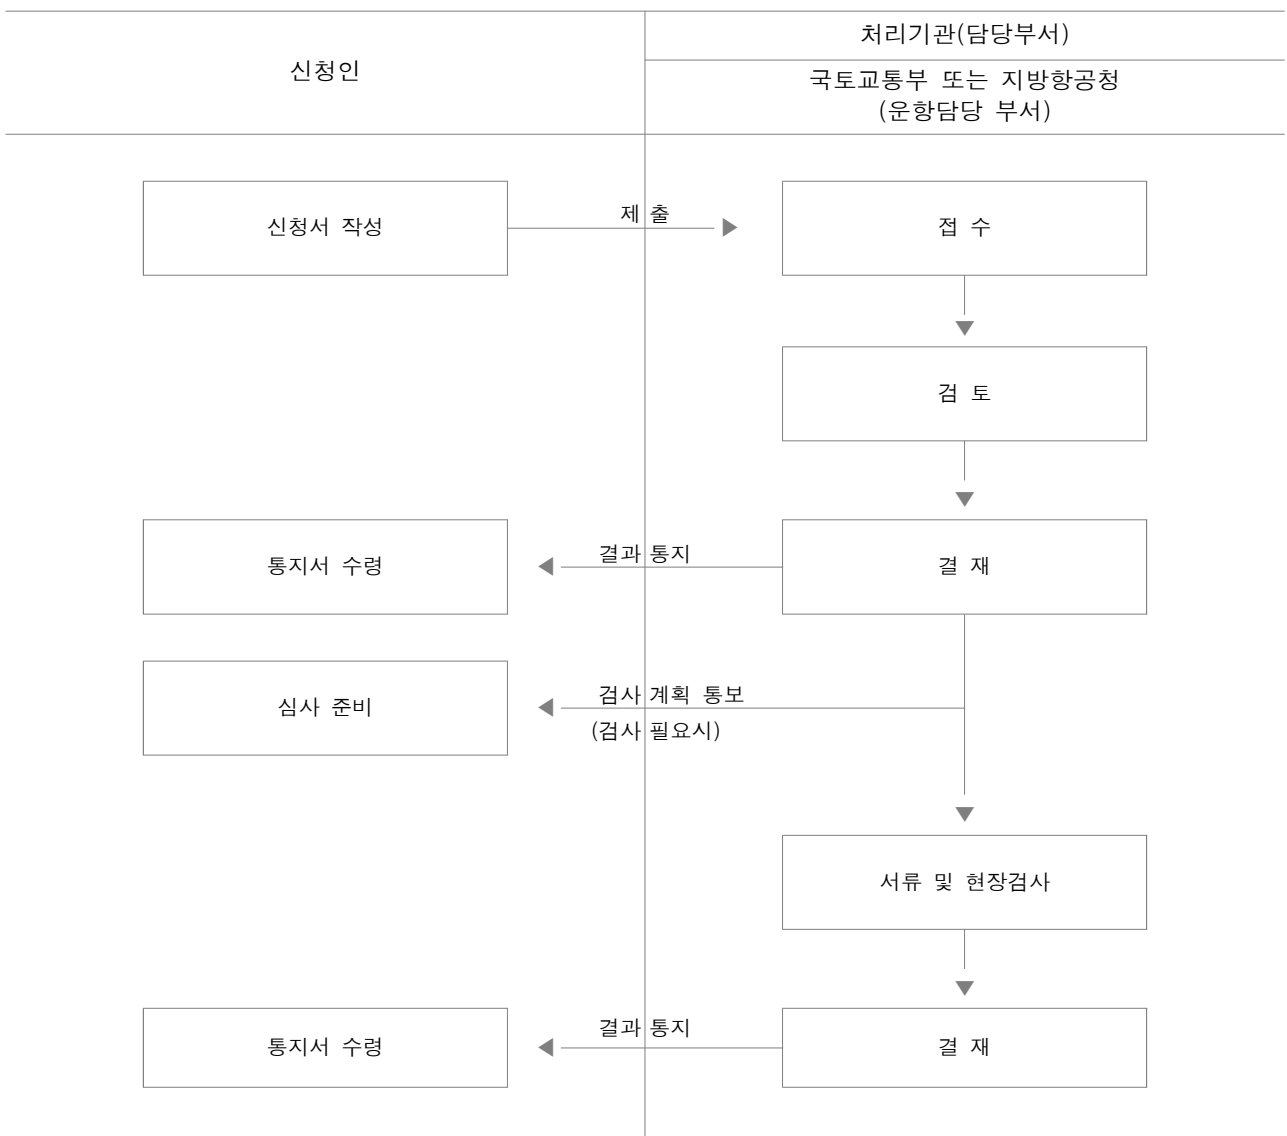 신청인
처리기관(담당부서)
국토교통부 또는 지방항공청
(운항담당 부서)
신청서 작성
제 출
접 수
검 토
통지서 수령
결과 통지
결 재
심사 준비
검사 계획 통보
(검사 필요시)
서류 및 현장검사
통지서 수령
결과 통지
결 재